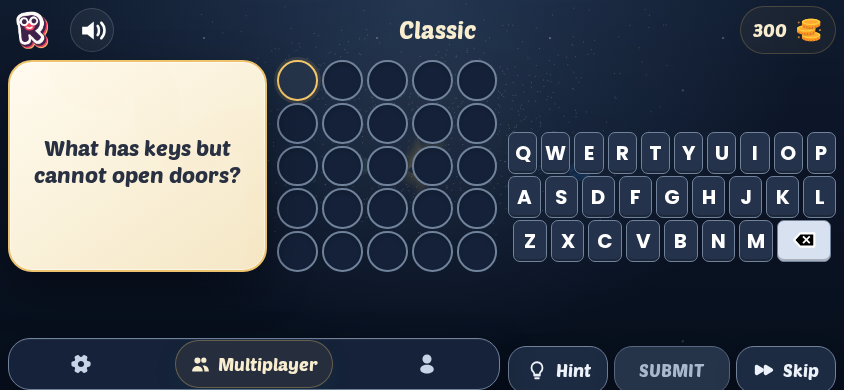 Classic
300
What has keys but
cannot open doors?
Q W E R T Y U I O P
A S D F G H J K L
Z X C V B N M
Multiplayer
Hint
SUBMIT
Skip